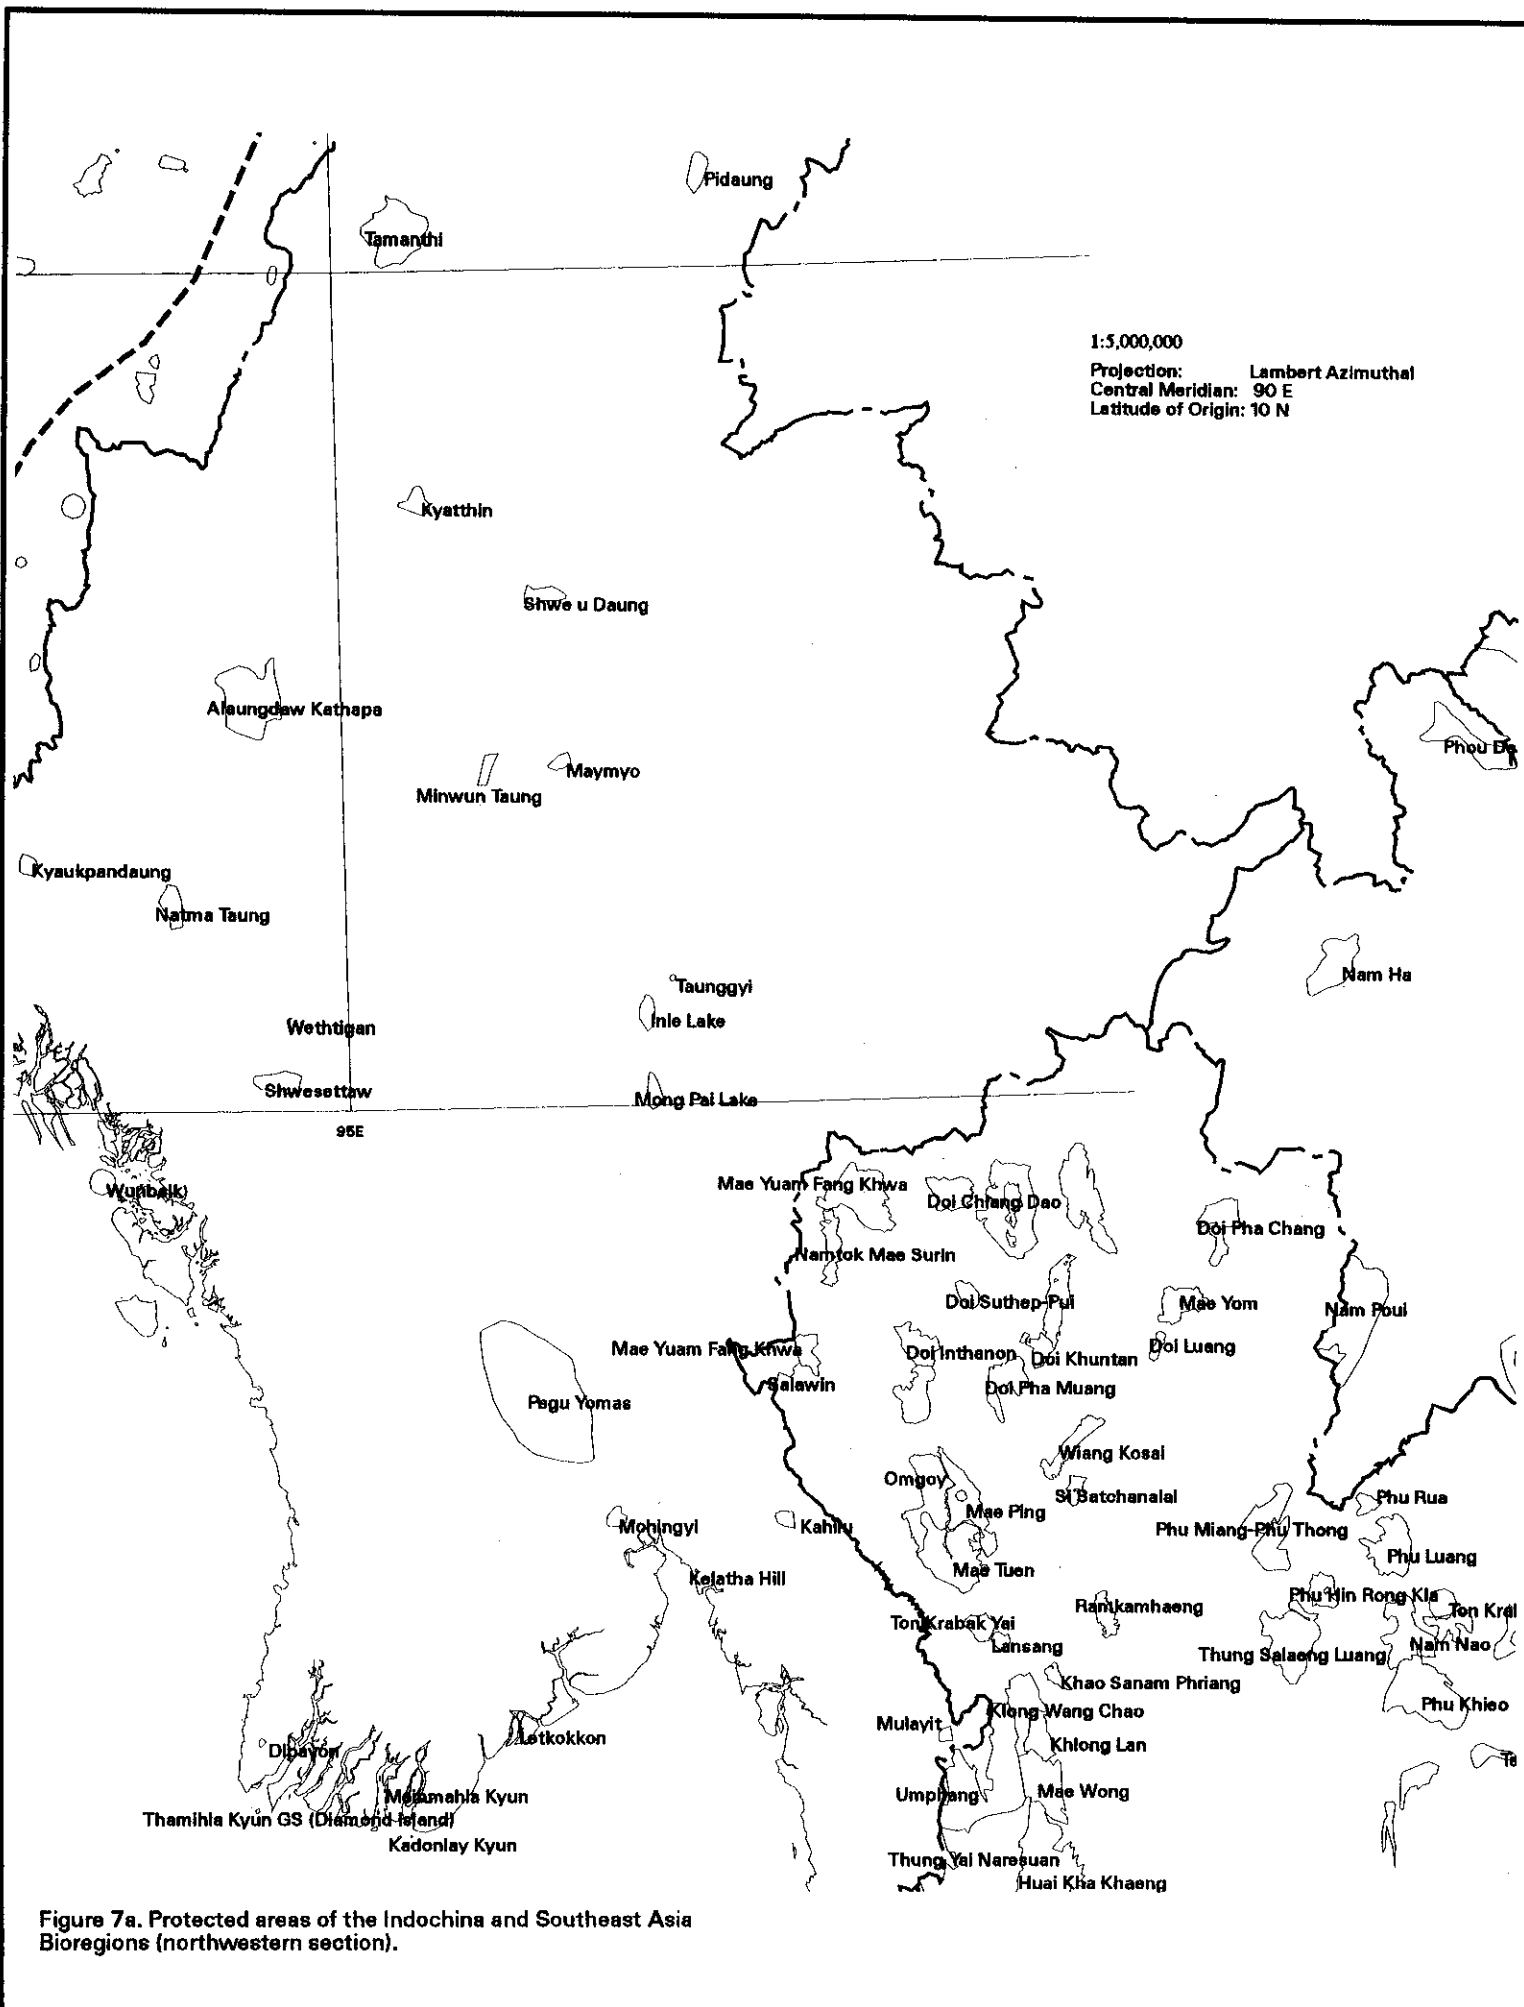 Pidaung
Tamanthi
1:5,000,000
Projection: Lambert Azimuthal
Central Meridian: 90 E
Latitude of Origin: 10 N
Kyatthin
Shwe u Daung
Alaungdaw Kathapa
Phou De
Maymyo
Minwun Taung
Kyaukpandaung
Natma Taung
Nam Ha
Taunggyi
Inle Lake
Wethtigan
Shwesettaw
Mong Pai Lake
95E
Mae Yuam Fang Khwa
Wunbaik
Doi Chiang Dao
Doi Pha Chang
Namtok Mae Surin
Doi Suthep-Pui
Mae Yom
Nam Poui
Mae Yuam Fang Khwa
Doi Inthanon
Doi Khuntan
Doi Luang
Salawin
Doi Pha Muang
Pegu Yomas
Wiang Kosai
Omgoy
Si Satchanalai
Phu Rua
Mae Ping
Mohingyi
Kahilu
Phu Miang-Phu Thong
Phu Luang
Mae Tuen
Kelatha Hill
Phu Hin Rong Kla
Ramkamhaeng
Ton Kra
Ton Krabak Yai
Lansang
Nam Nao
Thung Salaeng Luang
Khao Sanam Phriang
Phu Khieo
Klong Wang Chao
Mulayit
Letkokkon
Khlong Lan
Dipayon
Ta
Umphang
Mae Wong
Meinmahla Kyun
Thamihla Kyun GS (Diamond Island)
Kadonlay Kyun
Thung Yai Naresuan
Huai Kha Khaeng
Figure 7a. Protected areas of the Indochina and Southeast Asia
Bioregions (northwestern section).